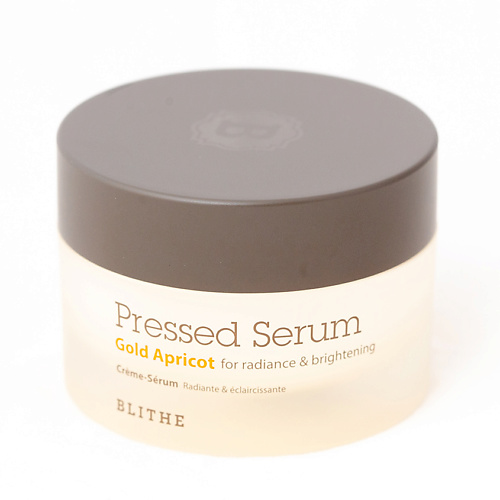 B
Pressed Serum
Gold Apricot for radiance & brightening
Crème-Sérum Radiante & éclaircissante
BLITHE